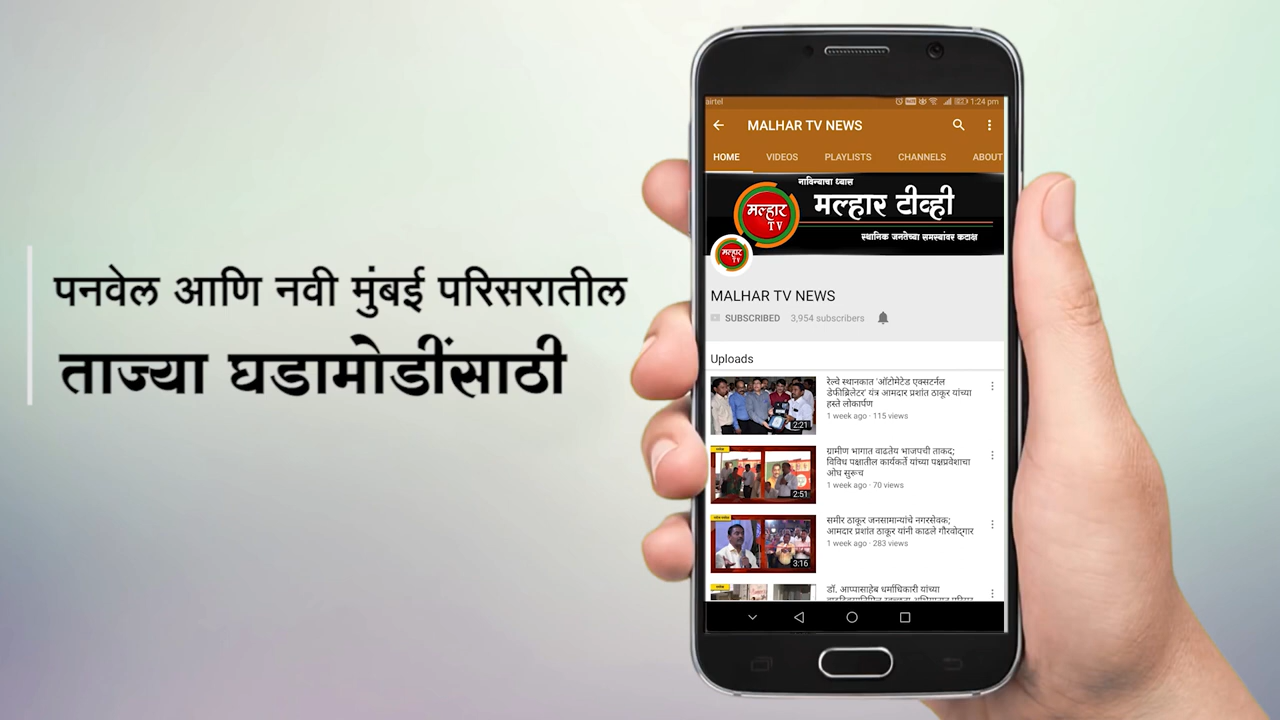 पनवेल आणि नवी मुंबई परिसरातील
ताज्या घडामोडींसाठी
airtel
1:24 pm
MALHAR TV NEWS
HOME VIDEOS PLAYLISTS CHANNELS ABOUT
नाविन्याचा ध्यास
मल्हार टीव्ही
मल्हार
TV
स्थानिक जनतेच्या समस्यांवर कटाक्ष
मल्हार
TV
MALHAR TV NEWS
SUBSCRIBED 3,954 subscribers
Uploads
रेल्वे स्थानकात 'ऑटोमेटेड एक्सटर्नल
डेफीब्रिलेटर' यंत्र आमदार प्रशांत ठाकूर यांच्या
हस्ते लोकार्पण
1 week ago · 115 views
2:21
ग्रामीण भागात वाढतेय भाजपची ताकद;
विविध पक्षातील कार्यकर्ते यांच्या पक्षप्रवेशाचा
ओघ सुरूच
1 week ago · 70 views
2:51
समीर ठाकूर जनसामान्यांचे नगरसेवक;
आमदार प्रशांत ठाकूर यांनी काढले गौरवोद्गार
1 week ago · 283 views
3:16
डॉ. आप्पासाहेब धर्माधिकारी यांच्या